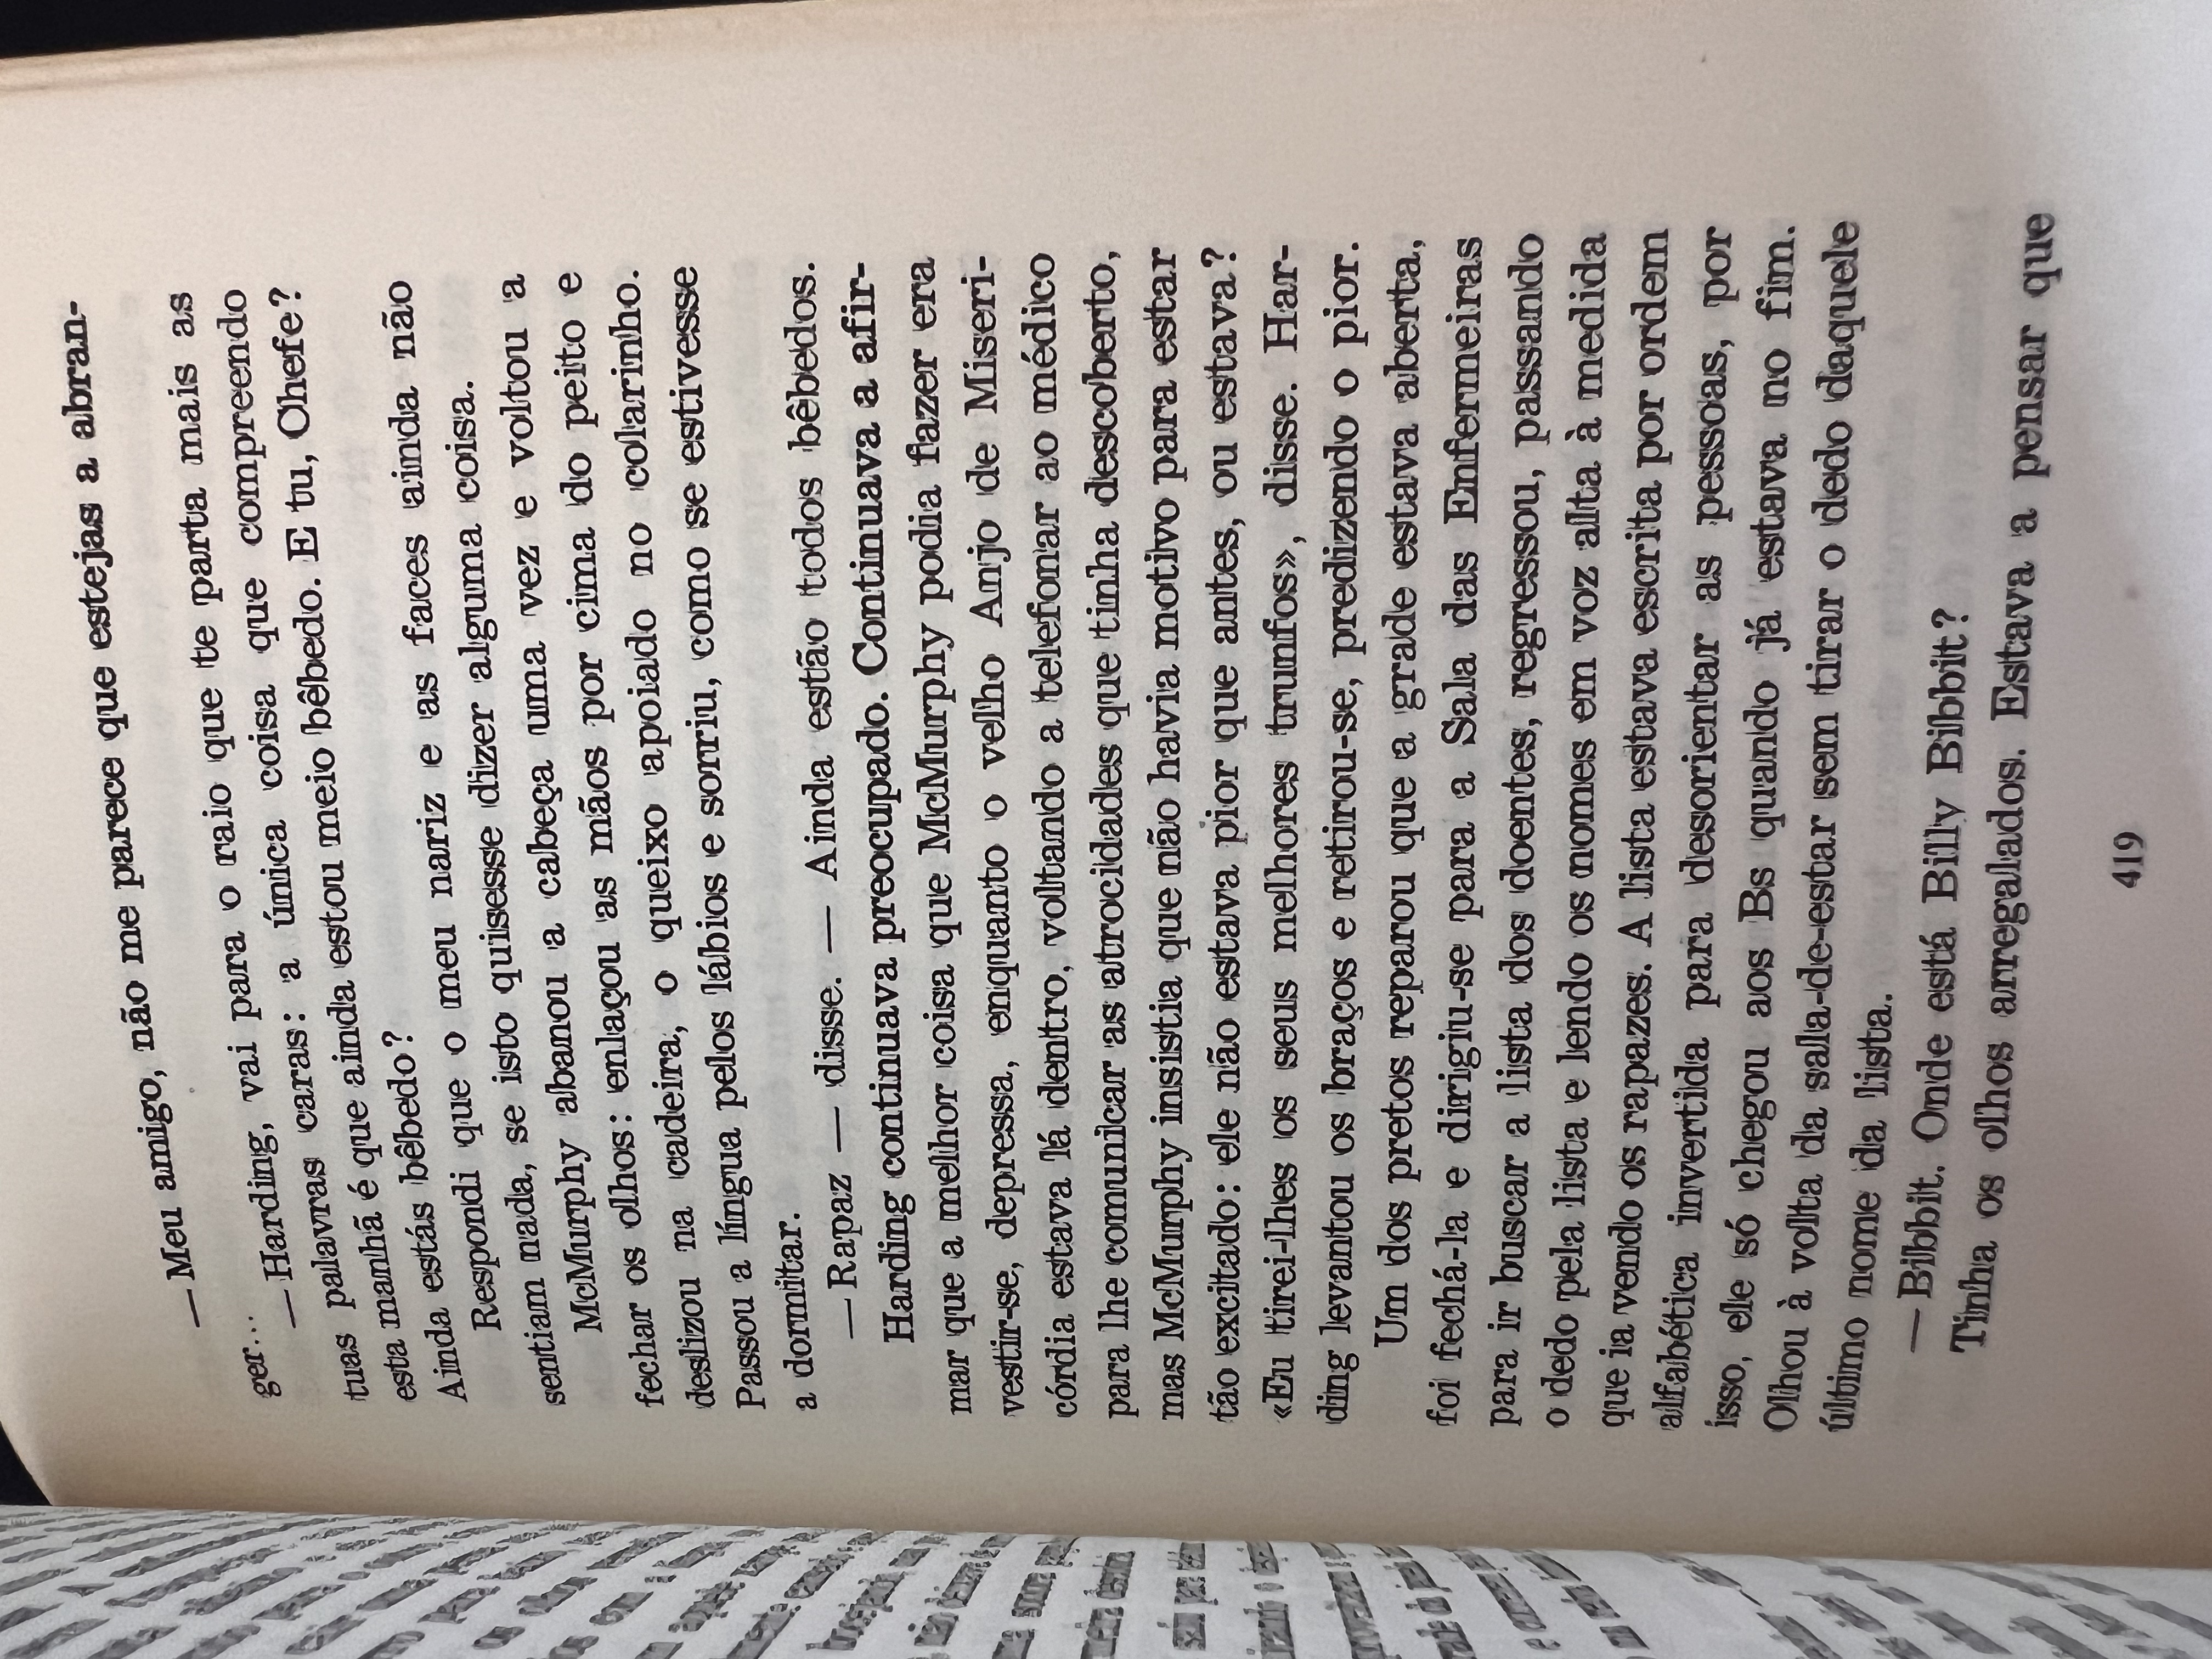 — Meu amigo, não me parece que estejas a abran-
ger...
— Harding, vai para o raio que te parta mais as
tuas palavras caras: a única coisa que compreendo
esta manhã é que ainda estou meio bêbedo. E tu, Chefe?
Ainda estás bêbedo?
Respondi que o meu nariz e as faces ainda não
sentiam nada, se isto quisesse dizer alguma coisa.
McMurphy abanou a cabeça uma vez e voltou a
fechar os olhos: enlaçou as mãos por cima do peito e
deslizou na cadeira, o queixo apoiado no colarinho.
Passou a língua pelos lábios e sorriu, como se estivesse
a dormitar.
— Rapaz — disse. — Ainda estão todos bêbedos.
Harding continuava preocupado. Continuava a afir-
mar que a melhor coisa que McMurphy podia fazer era
vestir-se, depressa, enquanto o velho Anjo de Miseri-
córdia estava lá dentro, voltando a telefonar ao médico
para lhe comunicar as atrocidades que tinha descoberto,
mas McMurphy insistia que não havia motivo para estar
tão excitado: ele não estava pior que antes, ou estava?
«Eu tirei-lhes os seus melhores trunfos», disse. Har-
ding levantou os braços e retirou-se, predizendo o pior.
Um dos pretos reparou que a grade estava aberta,
foi fechá-la e dirigiu-se para a Sala das Enfermeiras
para ir buscar a lista dos doentes, regressou, passando
o dedo pela lista e lendo os nomes em voz alta à medida
que ia vendo os rapazes. A lista estava escrita por ordem
alfabética invertida para desorientar as pessoas, por
isso, ele só chegou aos Bs quando já estava no fim.
Olhou à volta da sala-de-estar sem tirar o dedo daquele
último nome da lista.
— Bibbit. Onde está Billy Bibbit?
Tinha os olhos arregalados. Estava a pensar que
419